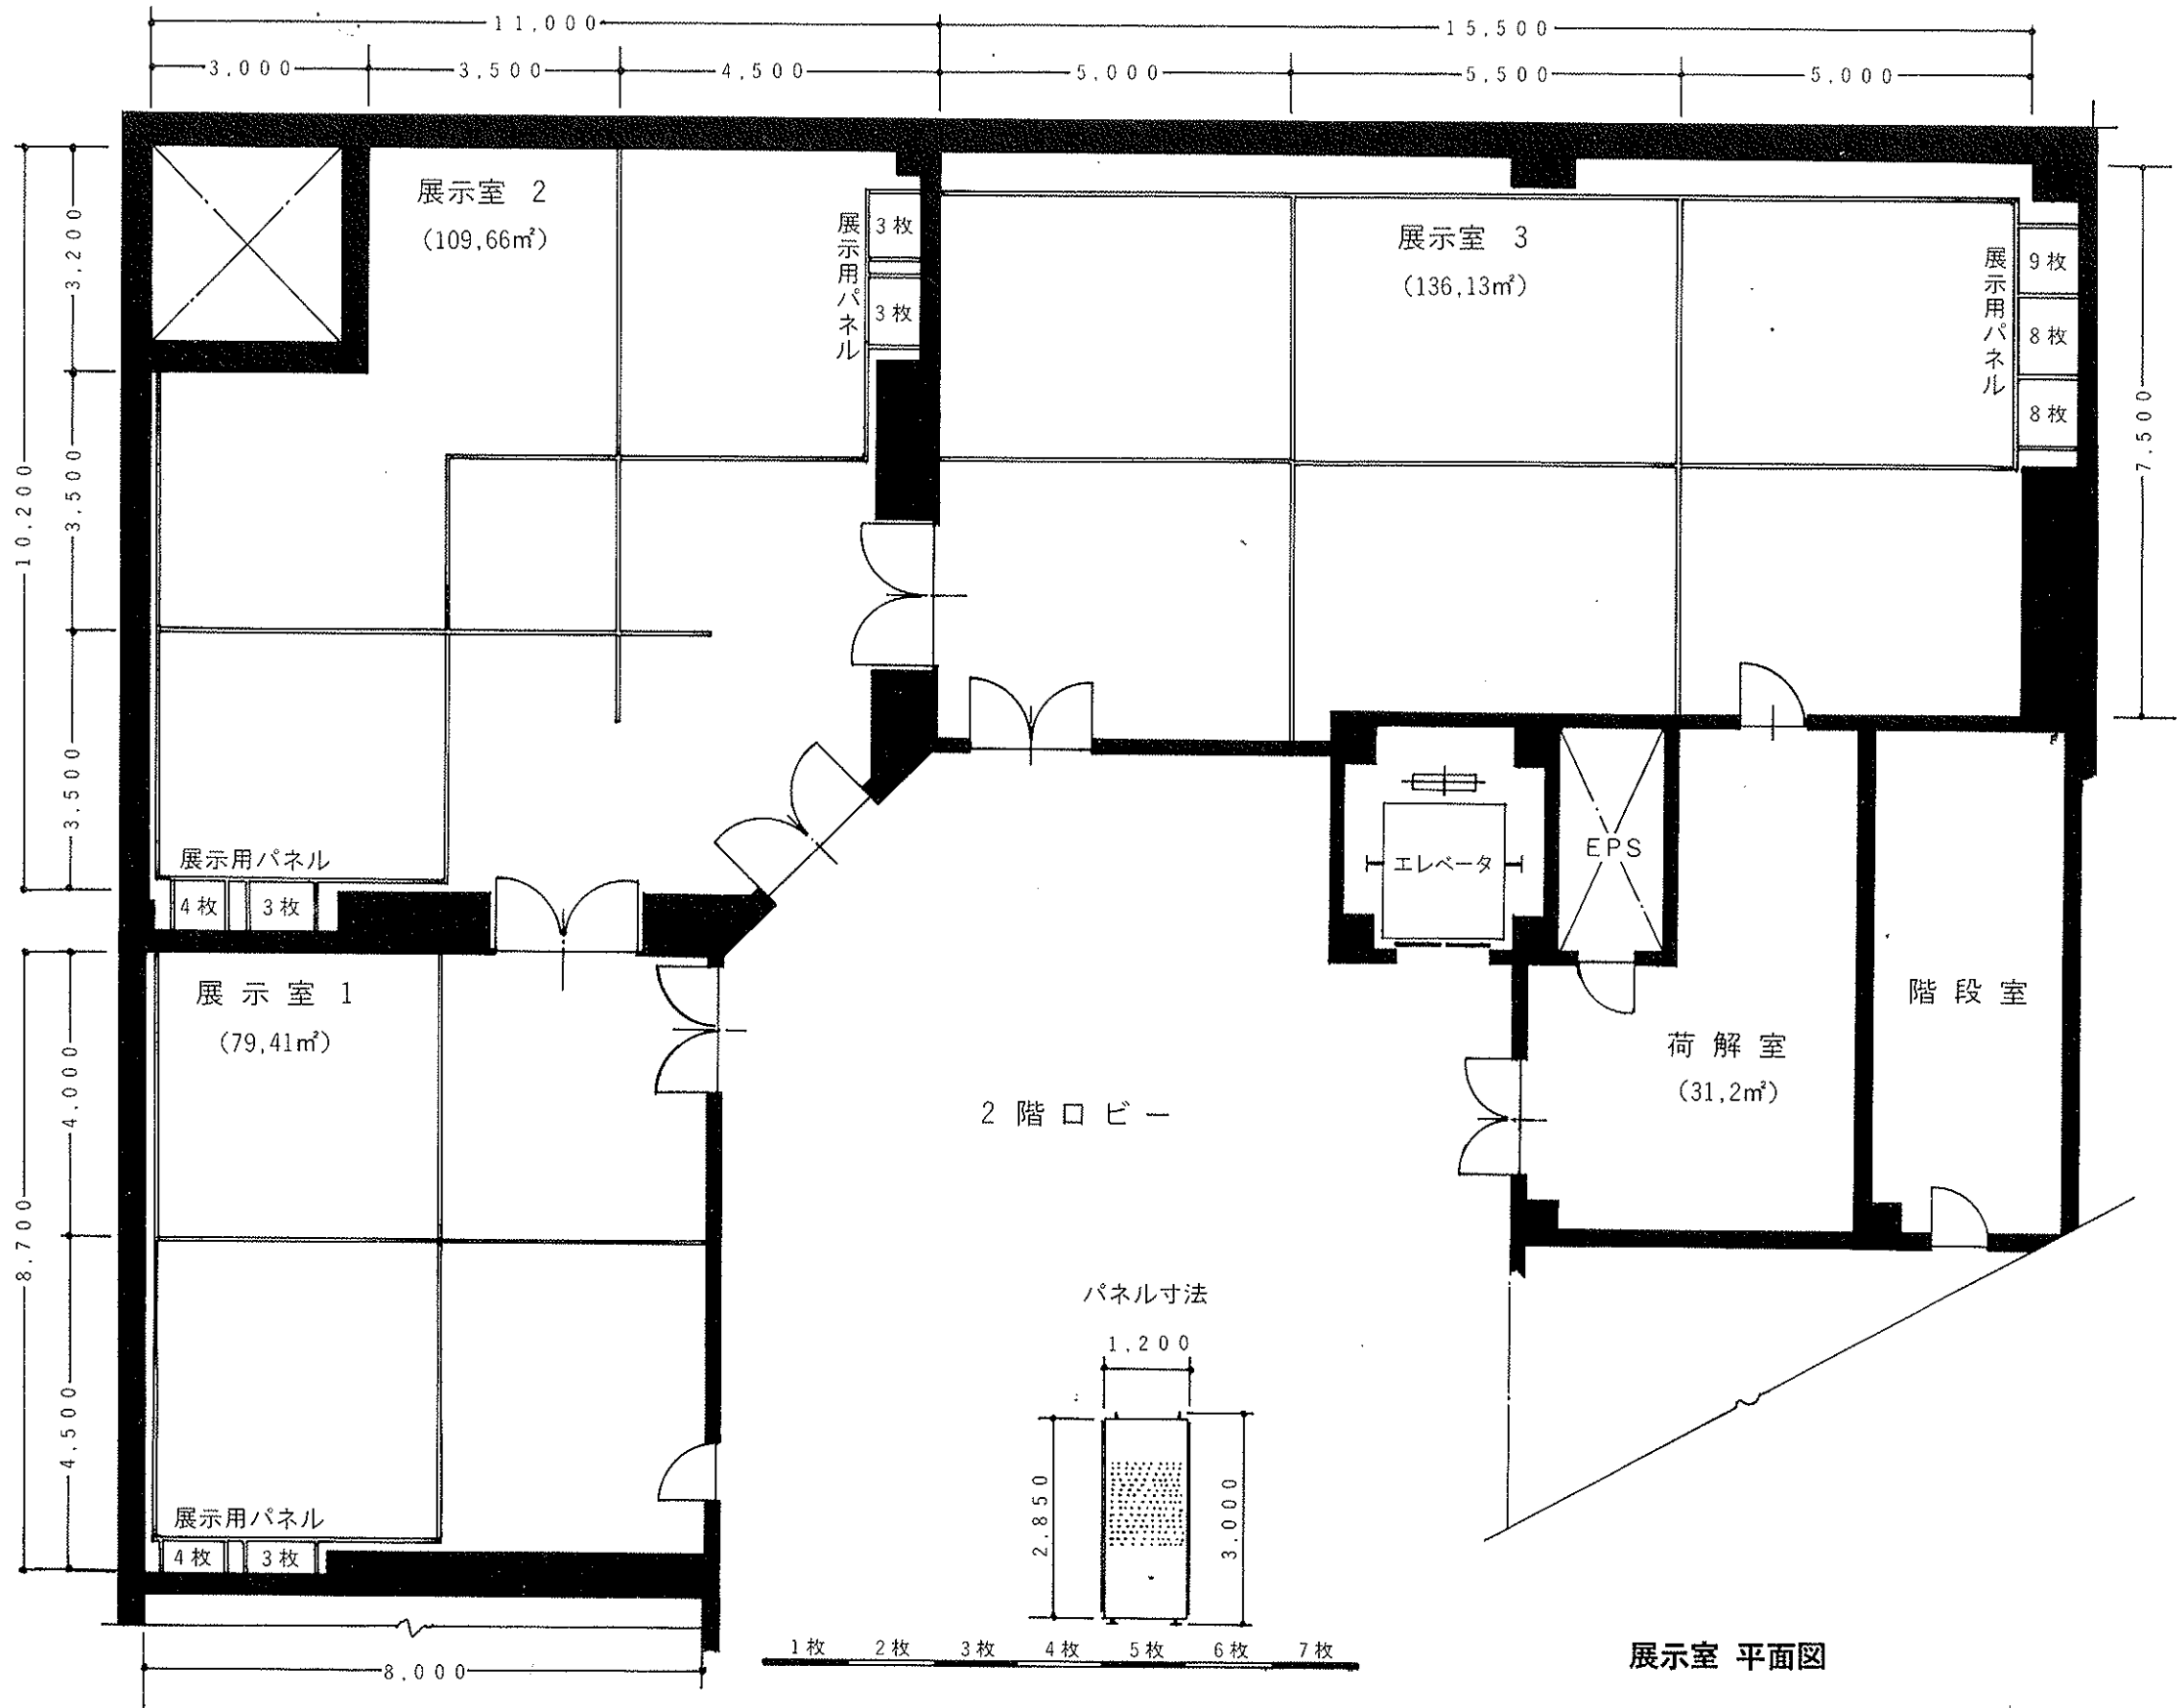 11,000
15,500
3,000
3,500
4,500
5,000
5,500
5,000
展示室 2
(109,66㎡)
展示用パネル
3枚
3枚
展示室 3
(136,13㎡)
展示用パネル
9枚
8枚
8枚
10,200
3,200
3,500
3,500
7,500
展示用パネル
4枚
3枚
エレベータ
EPS
展示室 1
(79,41㎡)
階段室
荷解室
(31,2㎡)
2階ロビー
8,700
4,000
4,500
展示用パネル
4枚
3枚
8,000
パネル寸法
1,200
2,850
3,000
1枚 2枚 3枚 4枚 5枚 6枚 7枚
展示室 平面図